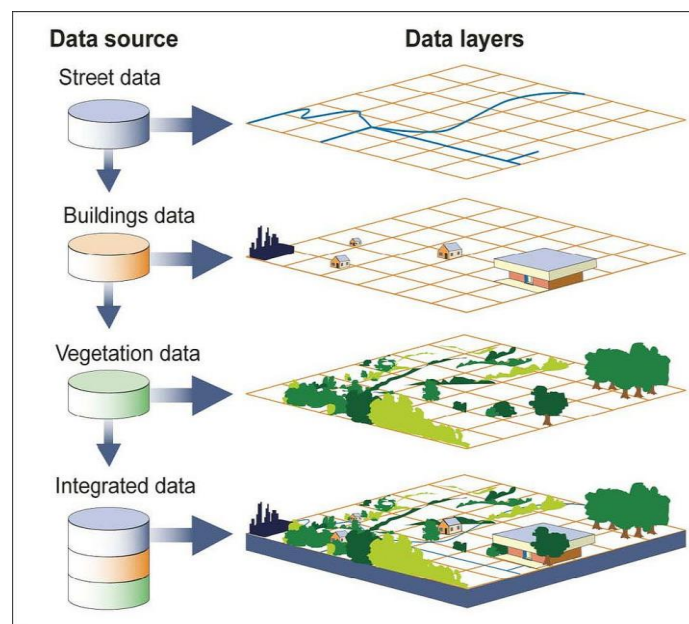 Data source
Data layers
Street data
Buildings data
Vegetation data
Integrated data